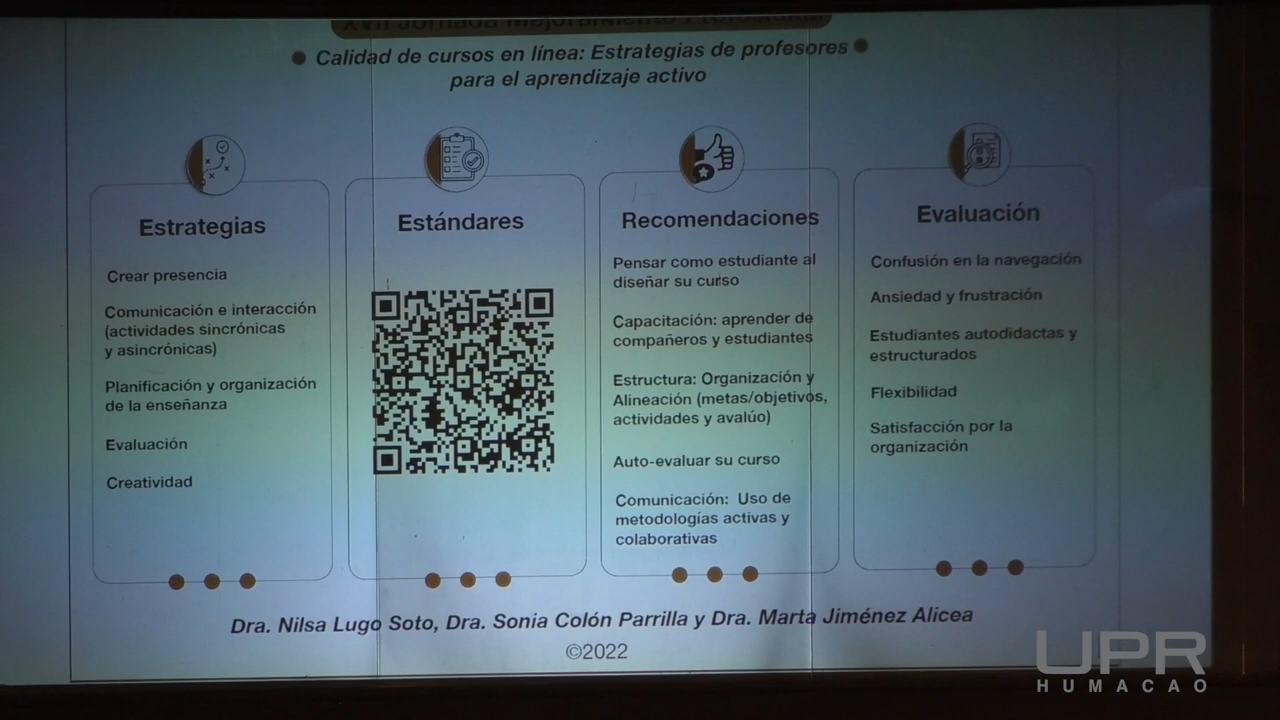 XVII Jornada Mejoramiento Profesional
Calidad de cursos en línea: Estrategias de profesores
para el aprendizaje activo
Estrategias
Crear presencia
Comunicación e interacción
(actividades sincrónicas
y asincrónicas)
Planificación y organización
de la enseñanza
Evaluación
Creatividad
Estándares
Recomendaciones
Pensar como estudiante al
diseñar su curso
Capacitación: aprender de
compañeros y estudiantes
Estructura: Organización y
Alineación (metas/objetivos,
actividades y avalúo)
Auto-evaluar su curso
Comunicación: Uso de
metodologías activas y
colaborativas
Evaluación
Confusión en la navegación
Ansiedad y frustración
Estudiantes autodidactas y
estructurados
Flexibilidad
Satisfacción por la
organización
Dra. Nilsa Lugo Soto, Dra. Sonia Colón Parrilla y Dra. Marta Jiménez Alicea
©2022
UPR
HUMACAO